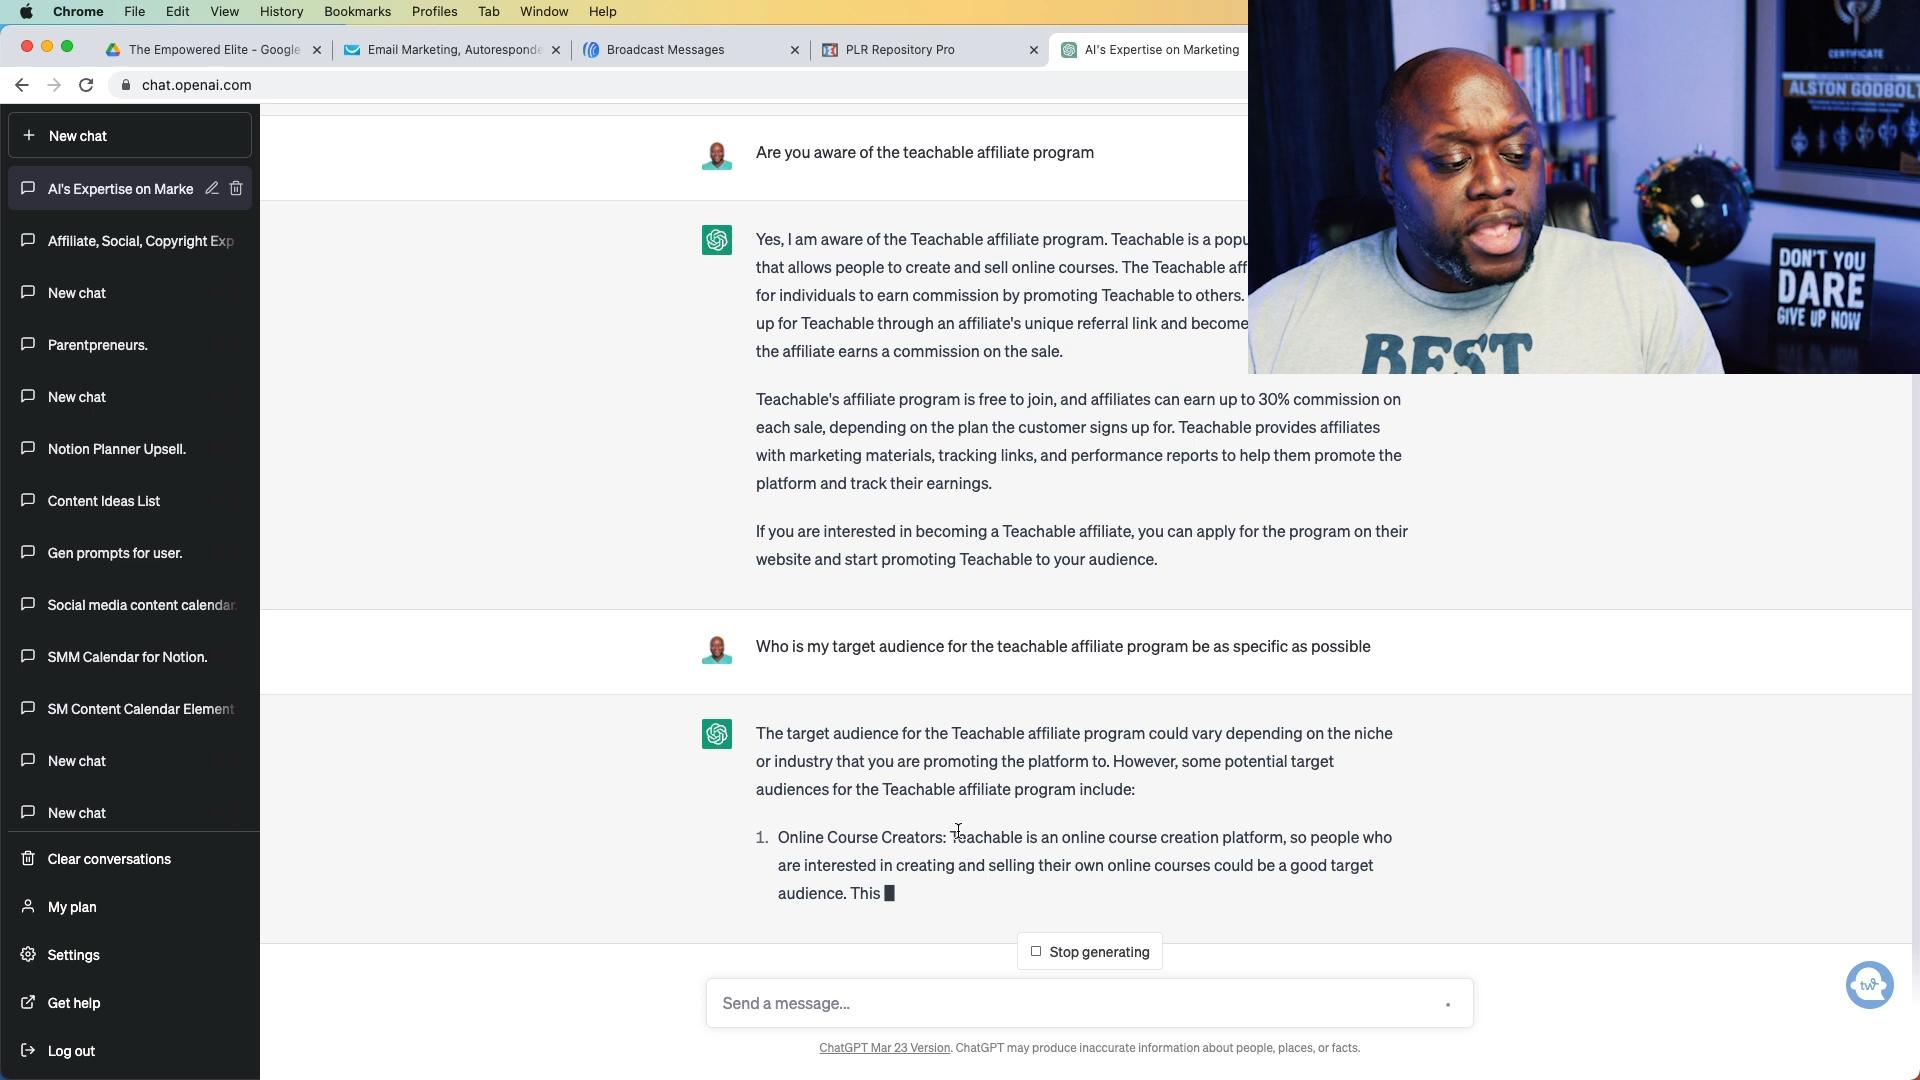 Chrome File Edit View History Bookmarks Profiles Tab Window Help
The Empowered Elite - Google
Email Marketing, Autoresponde
Broadcast Messages
PLR Repository Pro
AI's Expertise on Marketing
chat.openai.com
CERTIFICATE
ALSTON GODBOLT
DON'T YOU
DARE
GIVE UP NOW
BEST
New chat
AI's Expertise on Marke
Affiliate, Social, Copyright Exp
New chat
Parentpreneurs.
New chat
Notion Planner Upsell.
Content Ideas List
Gen prompts for user.
Social media content calendar
SMM Calendar for Notion.
SM Content Calendar Element
New chat
New chat
Clear conversations
My plan
Settings
Get help
Log out
Are you aware of the teachable affiliate program
Yes, I am aware of the Teachable affiliate program. Teachable is a popu
that allows people to create and sell online courses. The Teachable aff
for individuals to earn commission by promoting Teachable to others.
up for Teachable through an affiliate's unique referral link and become
the affiliate earns a commission on the sale.
Teachable's affiliate program is free to join, and affiliates can earn up to 30% commission on
each sale, depending on the plan the customer signs up for. Teachable provides affiliates
with marketing materials, tracking links, and performance reports to help them promote the
platform and track their earnings.
If you are interested in becoming a Teachable affiliate, you can apply for the program on their
website and start promoting Teachable to your audience.
Who is my target audience for the teachable affiliate program be as specific as possible
The target audience for the Teachable affiliate program could vary depending on the niche
or industry that you are promoting the platform to. However, some potential target
audiences for the Teachable affiliate program include:
1. Online Course Creators: Teachable is an online course creation platform, so people who
are interested in creating and selling their own online courses could be a good target
audience. This
Stop generating
Send a message...
ChatGPT Mar 23 Version. ChatGPT may produce inaccurate information about people, places, or facts.
tw